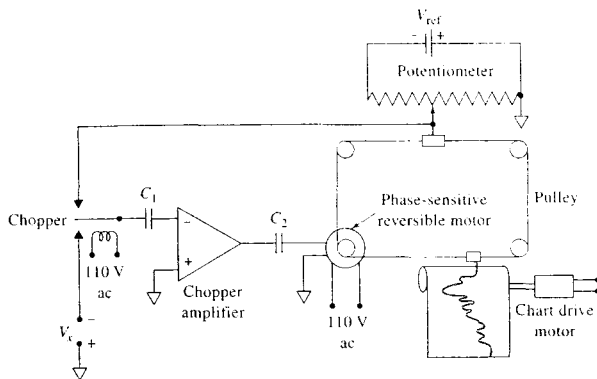 V_ref
- +
Potentiometer
Chopper
C_1
C_2
Phase-sensitive
reversible motor
Pulley
-
+
110 V
ac
Chopper
amplifier
110 V
ac
Chart drive
motor
V_x
-
+